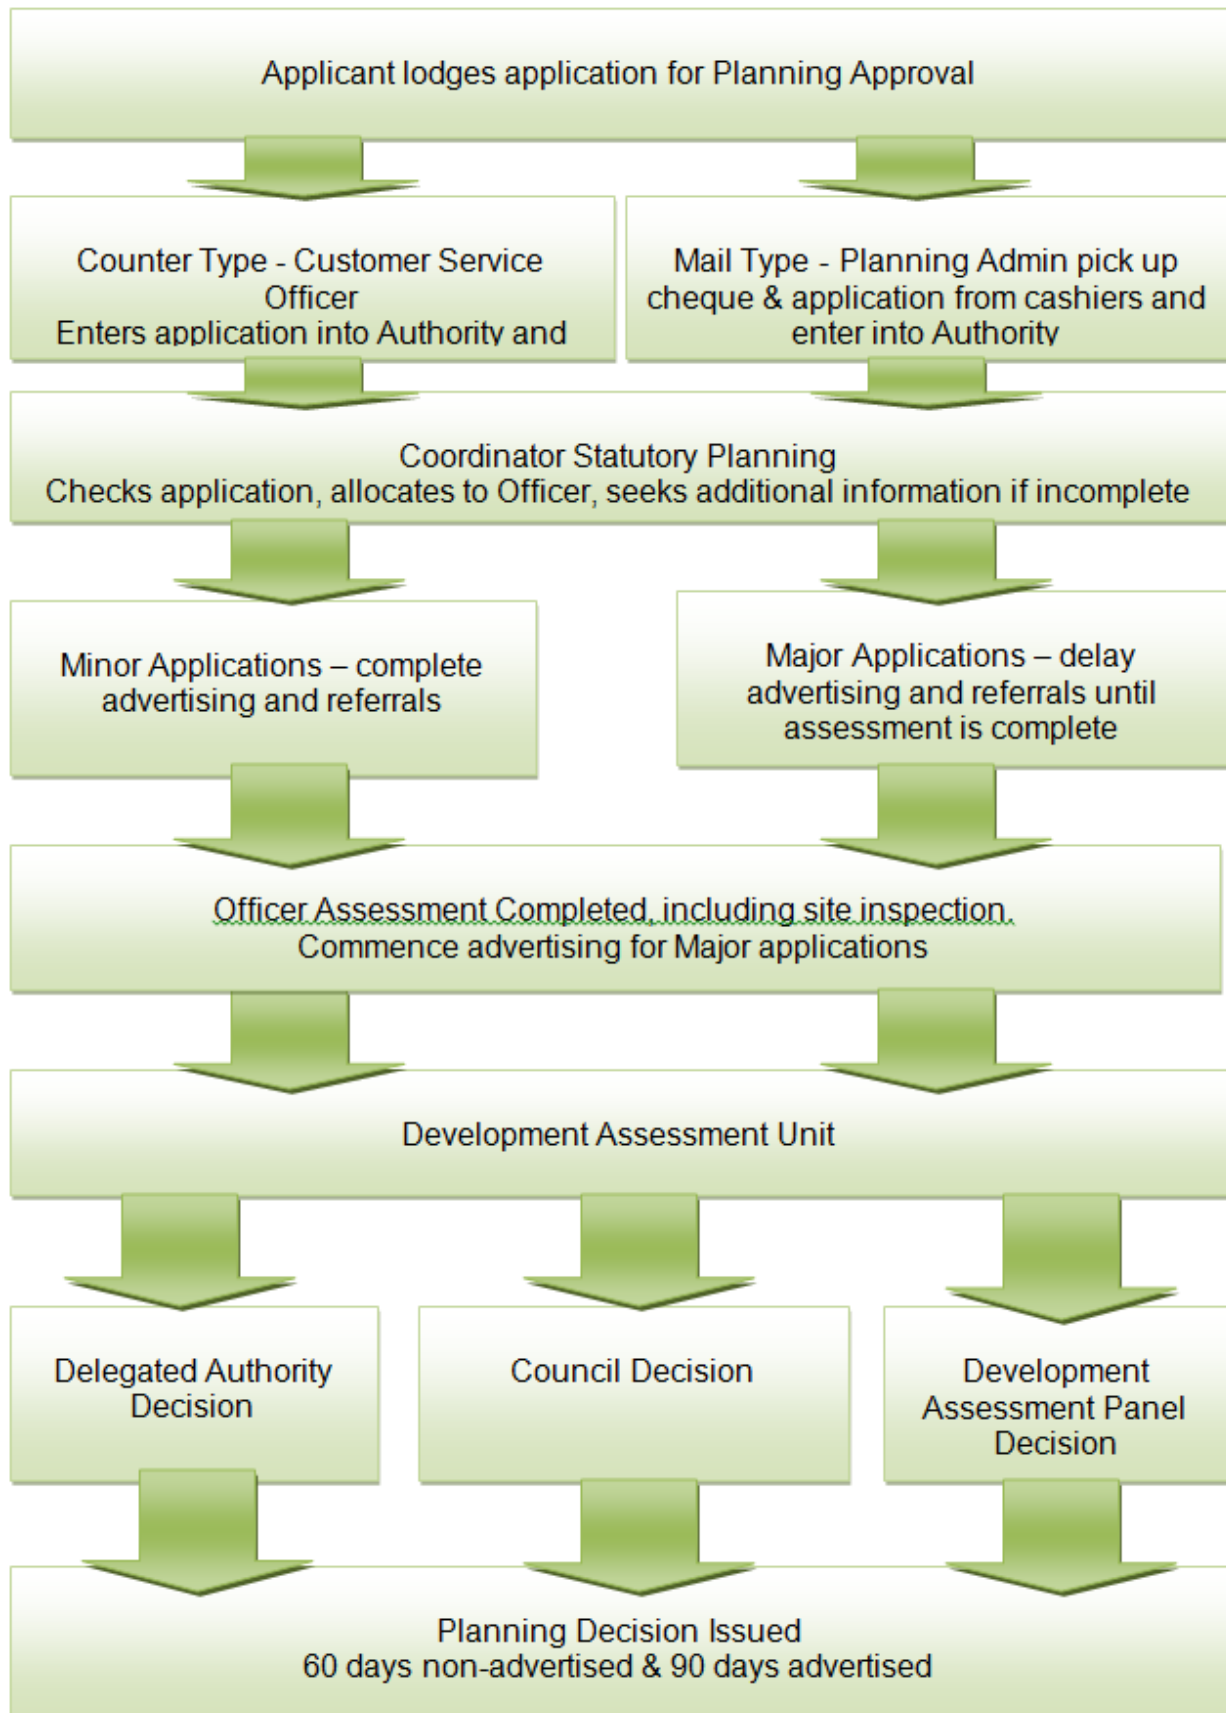 Applicant lodges application for Planning Approval
Counter Type - Customer Service
Officer
Enters application into Authority and
Mail Type - Planning Admin pick up
cheque & application from cashiers and
enter into Authority
Coordinator Statutory Planning
Checks application, allocates to Officer, seeks additional information if incomplete
Minor Applications – complete
advertising and referrals
Major Applications – delay
advertising and referrals until
assessment is complete
Officer Assessment Completed, including site inspection.
Commence advertising for Major applications
Development Assessment Unit
Delegated Authority
Decision
Council Decision
Development
Assessment Panel
Decision
Planning Decision Issued
60 days non-advertised & 90 days advertised